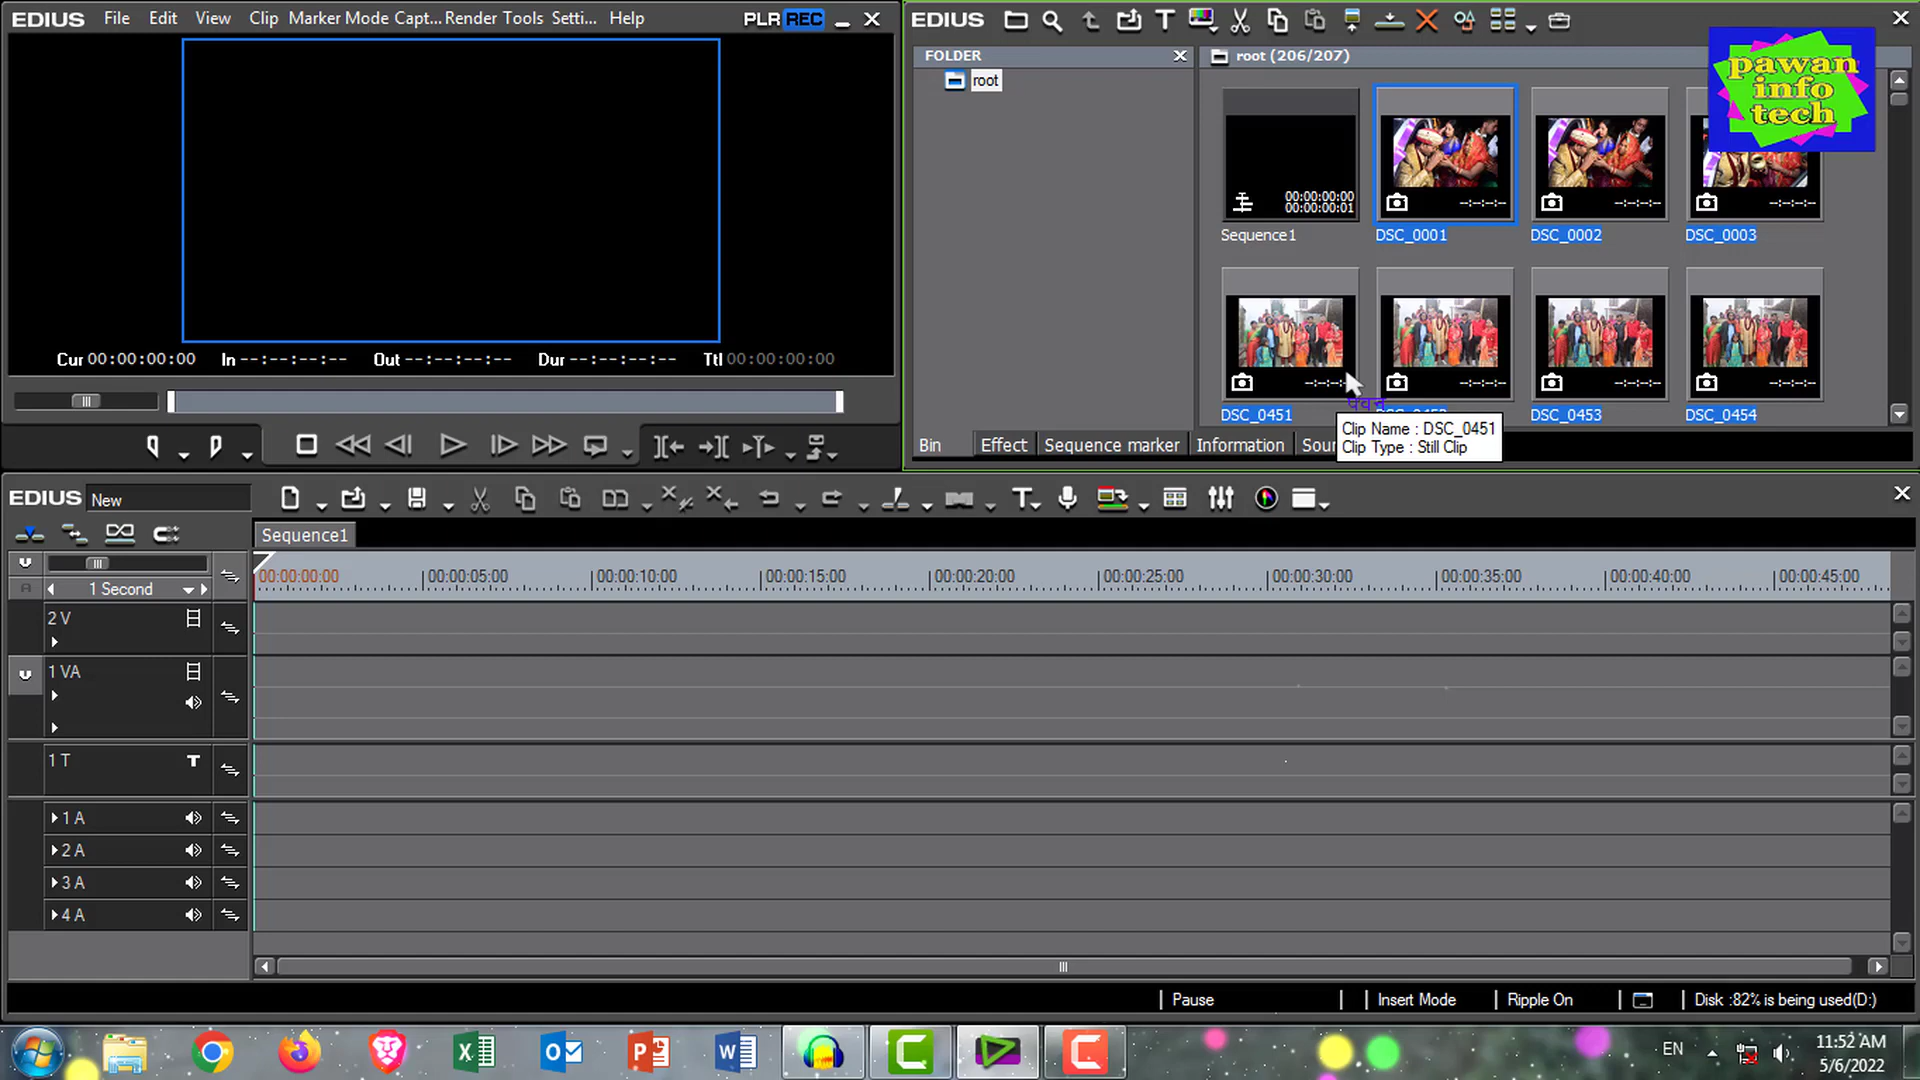 EDIUS File Edit View Clip Marker Mode Capt... Render Tools Setti... Help PLR REC
EDIUS
FOLDER
root (206/207)
root
pawan
info
tech
00:00:00:00
00:00:00:01
--:--:--:-- --:--:--:-- --:--:--:--
Sequence1 DSC_0001 DSC_0002 DSC_0003
Cur 00:00:00:00 In --:--:--:-- Out --:--:--:-- Dur --:--:--:-- Ttl 00:00:00:00
--:--:--:-- --:--:--:-- --:--:--:-- --:--:--:--
पवन
DSC_0451 DSC_0453 DSC_0454
Clip Name : DSC_0451
Clip Type : Still Clip
Bin Effect Sequence marker Information Sour
EDIUS New
Sequence1
00:00:00:00 00:00:05:00 00:00:10:00 00:00:15:00 00:00:20:00 00:00:25:00 00:00:30:00 00:00:35:00 00:00:40:00 00:00:45:00
1 Second
2 V
1 VA
1 T T
1 A
2 A
3 A
4 A
Pause Insert Mode Ripple On Disk :82% is being used(D:)
EN
11:52 AM
5/6/2022